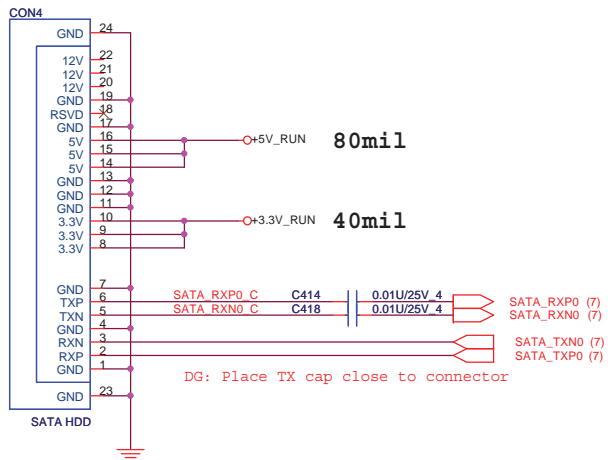 CON4
GND 24
12V 22
12V 21
12V 20
GND 19
RSVD 18
GND 17
5V 16 +5V_RUN 80mil
5V 15
5V 14
GND 13
GND 12
GND 11
3.3V 10 +3.3V_RUN 40mil
3.3V 9
3.3V 8
GND 7
TXP 6 SATA_RXP0_C C414 0.01U/25V_4 SATA_RXP0 (7)
TXN 5 SATA_RXN0_C C418 0.01U/25V_4 SATA_RXN0 (7)
GND 4
RXN 3 SATA_TXN0 (7)
RXP 2 SATA_TXP0 (7)
GND 1
DG: Place TX cap close to connector
GND 23
SATA HDD